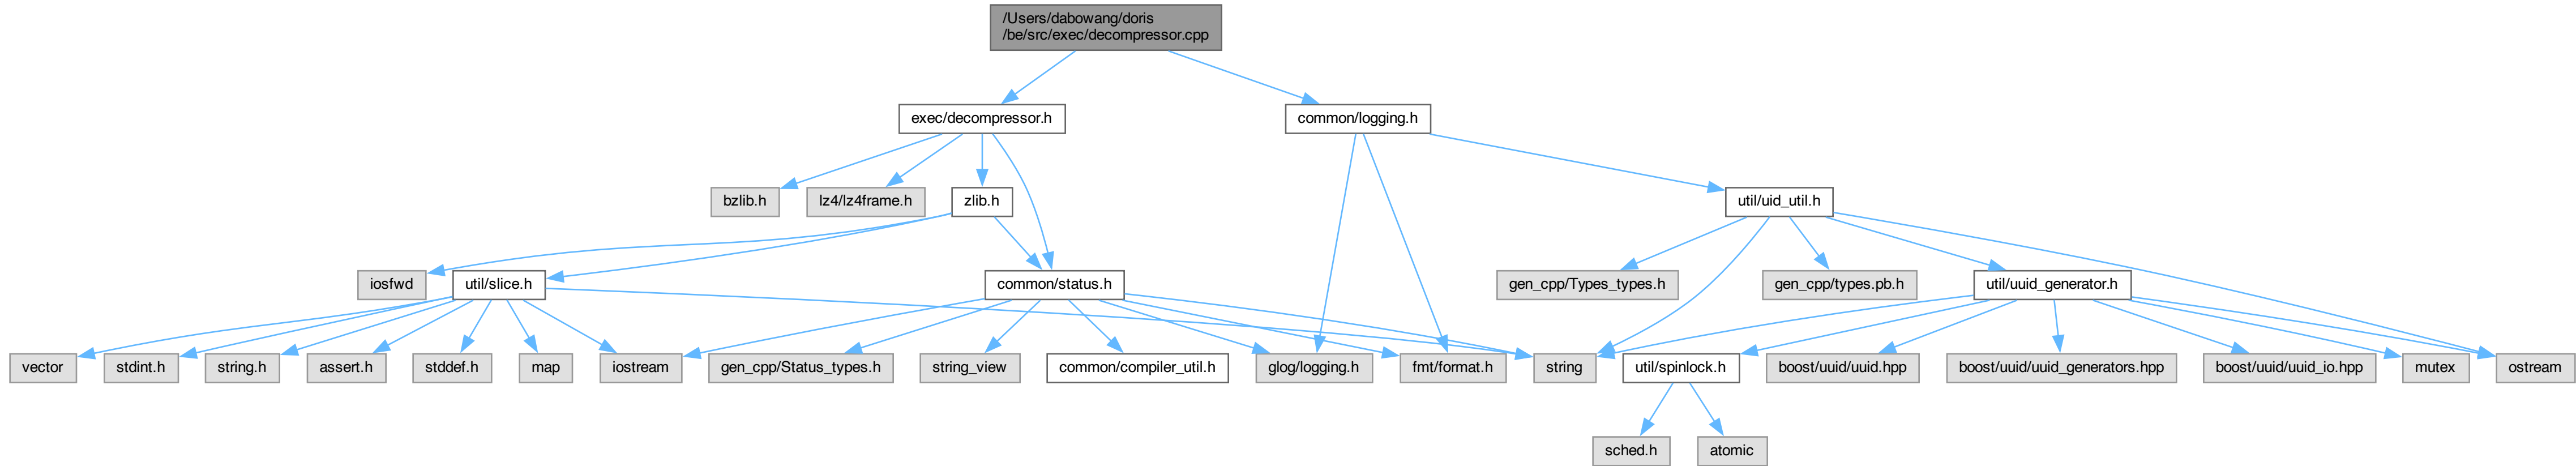 /Users/dabowang/doris
/be/src/exec/decompressor.cpp
exec/decompressor.h
common/logging.h
bzlib.h
lz4/lz4frame.h
zlib.h
util/uid_util.h
iosfwd
util/slice.h
common/status.h
gen_cpp/Types_types.h
gen_cpp/types.pb.h
util/uuid_generator.h
vector
stdint.h
string.h
assert.h
stddef.h
map
iostream
gen_cpp/Status_types.h
string_view
common/compiler_util.h
glog/logging.h
fmt/format.h
string
util/spinlock.h
boost/uuid/uuid.hpp
boost/uuid/uuid_generators.hpp
boost/uuid/uuid_io.hpp
mutex
ostream
sched.h
atomic